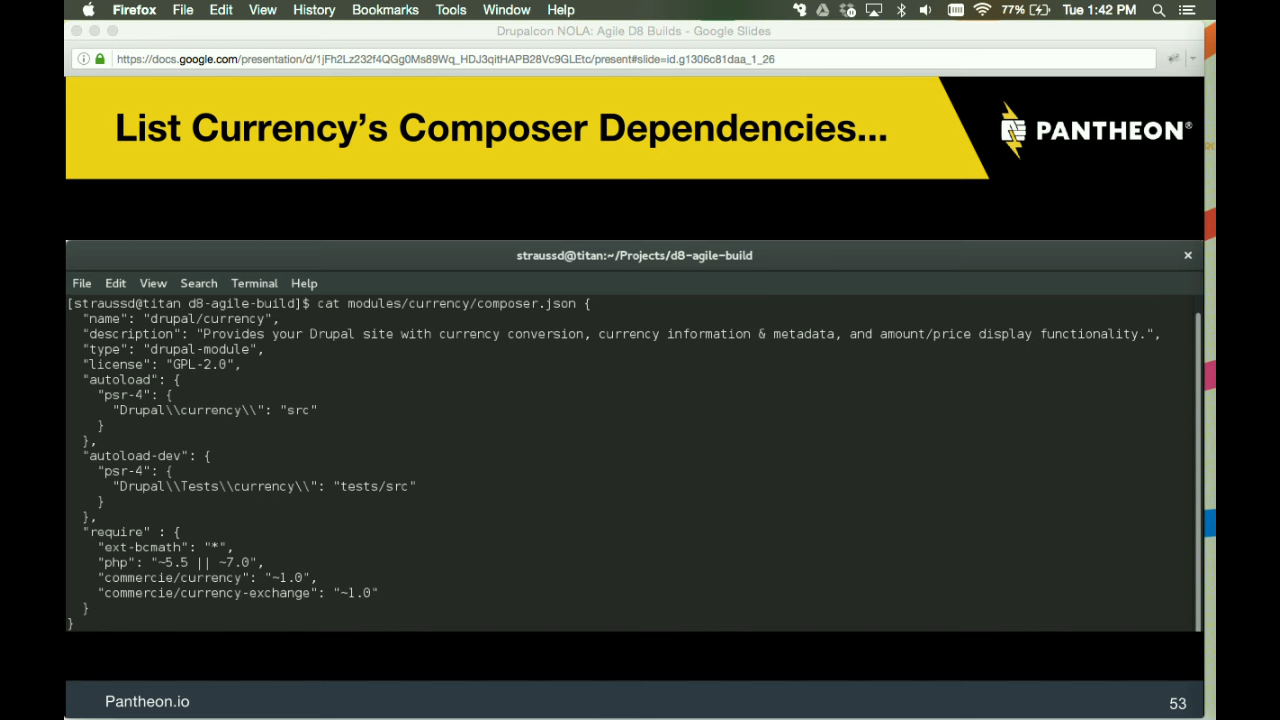 Firefox File Edit View History Bookmarks Tools Window Help 77% Tue 1:42 PM
Drupalcon NOLA: Agile D8 Builds - Google Slides
https://docs.google.com/presentation/d/1jFh2Lz232f4QGg0Ms89Wq_HDJ3qitHAPB28Vc9GLEtc/present#slide=id.g1306c81daa_1_26
List Currency's Composer Dependencies...
PANTHEON®
straussd@titan:~/Projects/d8-agile-build
File Edit View Search Terminal Help
[straussd@titan d8-agile-build]$ cat modules/currency/composer.json {
"name": "drupal/currency",
"description": "Provides your Drupal site with currency conversion, currency information & metadata, and amount/price display functionality.",
"type": "drupal-module",
"license": "GPL-2.0",
"autoload": {
"psr-4": {
"Drupal\\currency\\": "src"
}
},
"autoload-dev": {
"psr-4": {
"Drupal\\Tests\\currency\\": "tests/src"
}
},
"require" : {
"ext-bcmath": "*",
"php": "~5.5 || ~7.0",
"commercie/currency": "~1.0",
"commercie/currency-exchange": "~1.0"
}
}
Pantheon.io
53